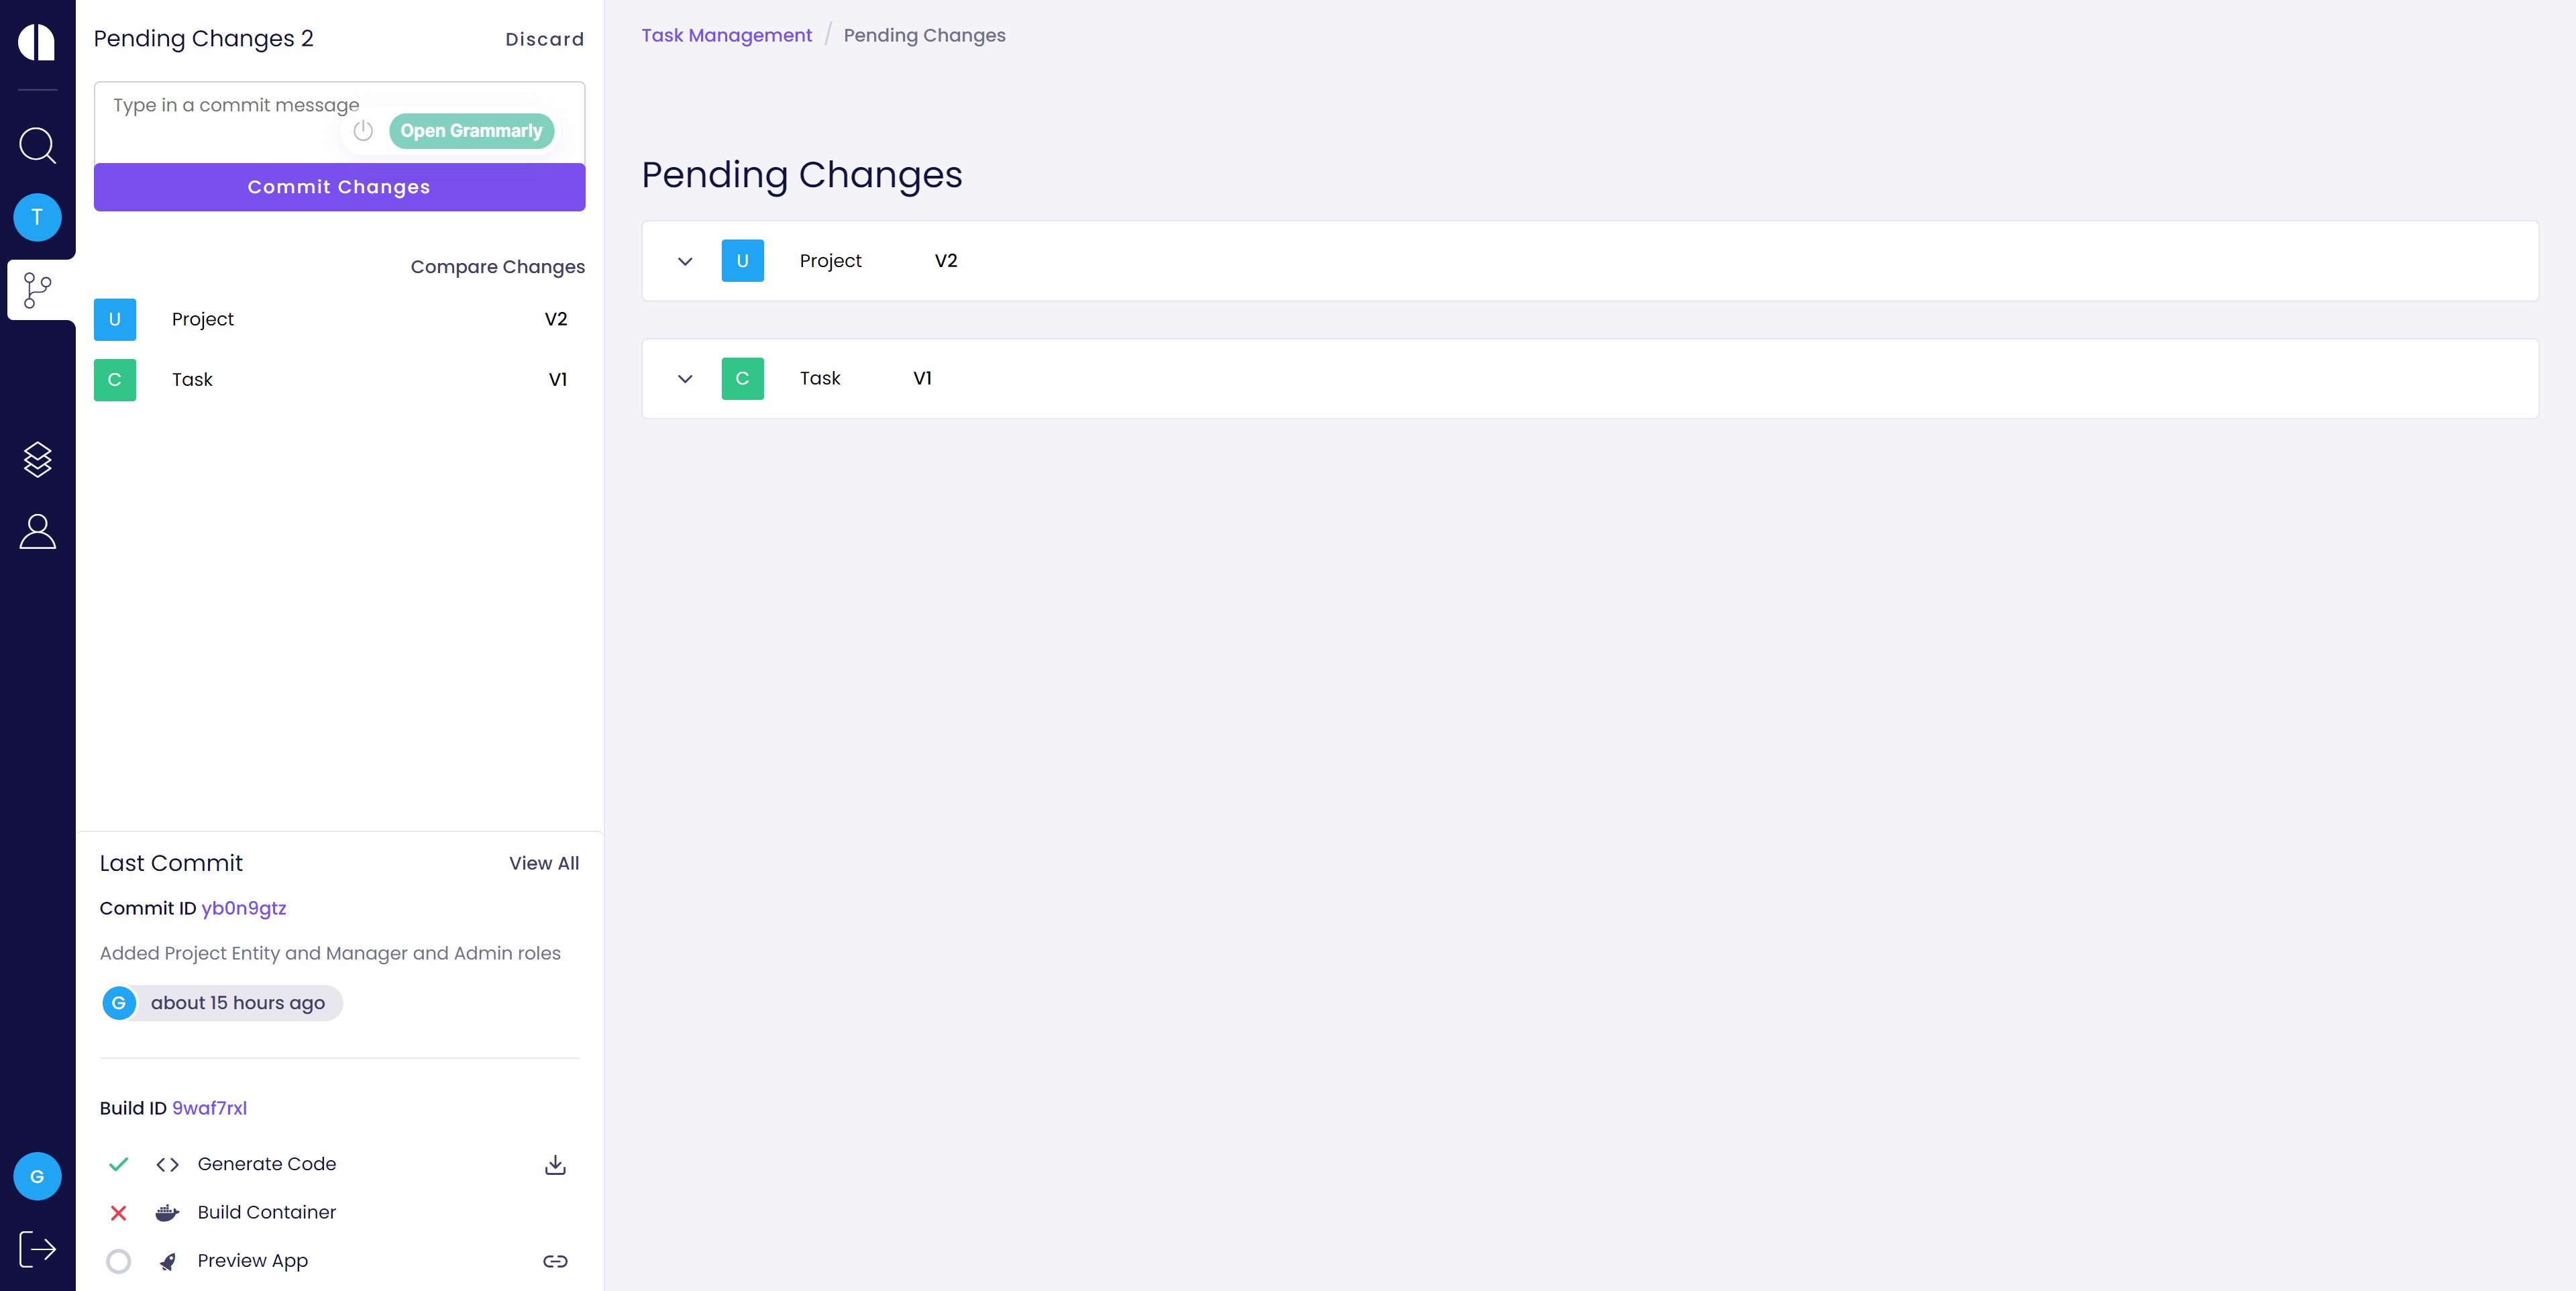 Pending Changes 2
Discard
Type in a commit message
Open Grammarly
Commit Changes
T
Compare Changes
U Project V2
C Task V1
Last Commit
View All
Commit ID yb0n9gtz
Added Project Entity and Manager and Admin roles
G about 15 hours ago
Build ID 9waf7rxl
Generate Code
Build Container
Preview App
G
Task Management / Pending Changes
Pending Changes
U Project V2
C Task V1